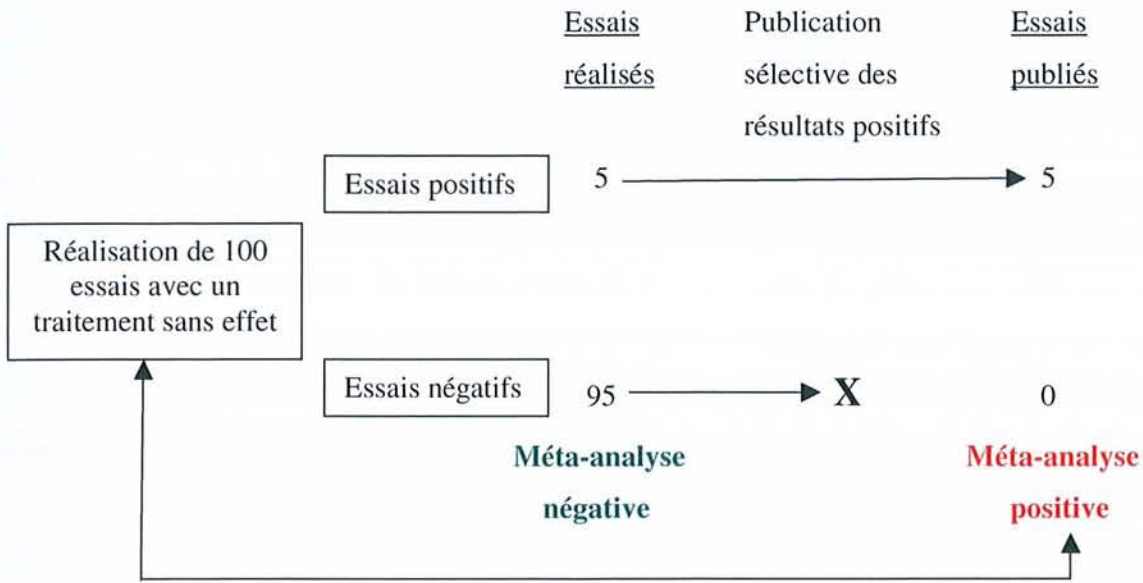 Essais
réalisés
Publication
sélective des
résultats positifs
Essais
publiés
Essais positifs
5
5
Réalisation de 100
essais avec un
traitement sans effet
Essais négatifs
95
X
0
Méta-analyse
négative
Méta-analyse
positive